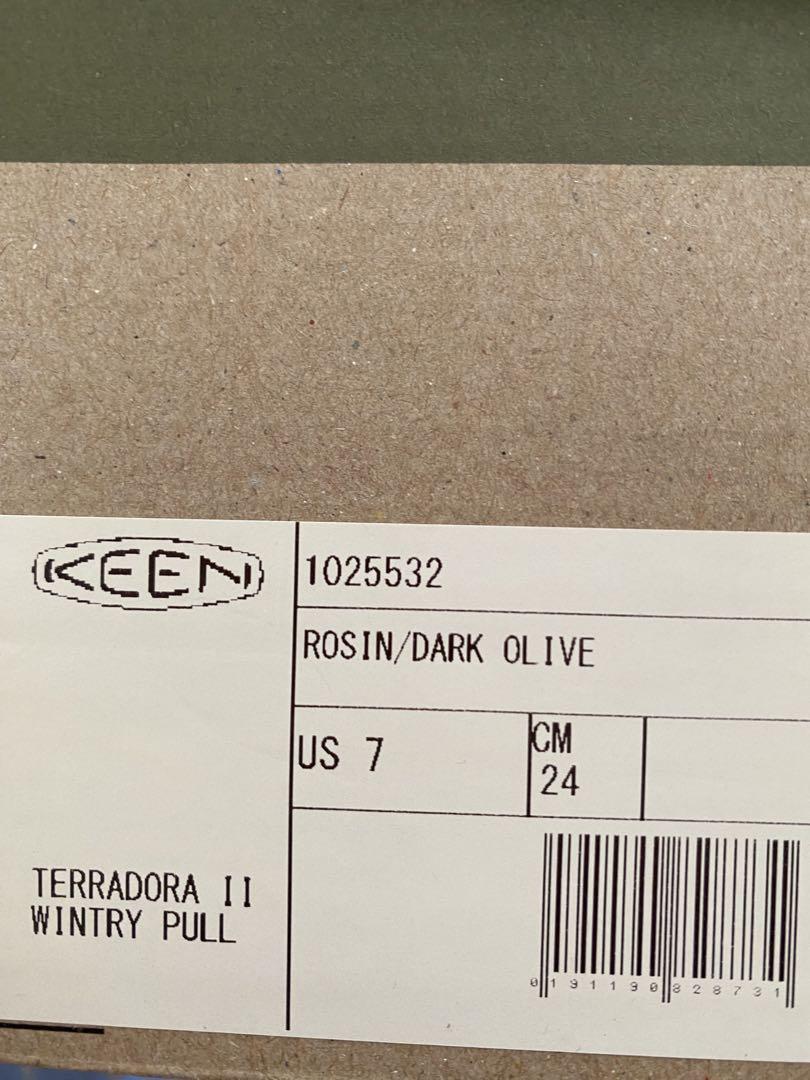 KEEN
1025532
ROSIN/DARK OLIVE
US 7
CM
24
TERRADORA II
WINTRY PULL
0 191190 828731